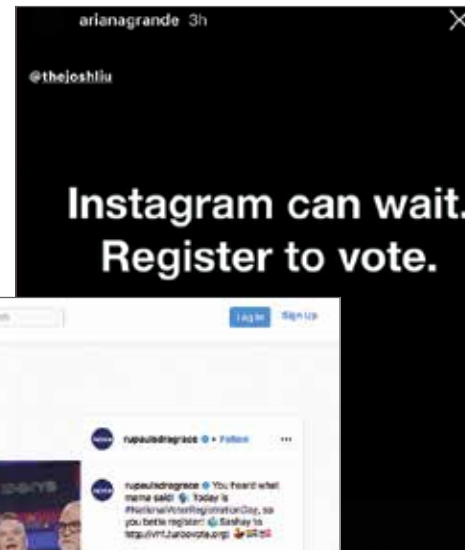 arianagrande 3h
@thejoshliu
Instagram can wait.
Register to vote.
Log In Sign Up
rupaulsdragrace • Follow
rupaulsdragrace You heard what
mama said! Today is
#NationalVoterRegistrationDay, so
you betta register! Sashay to